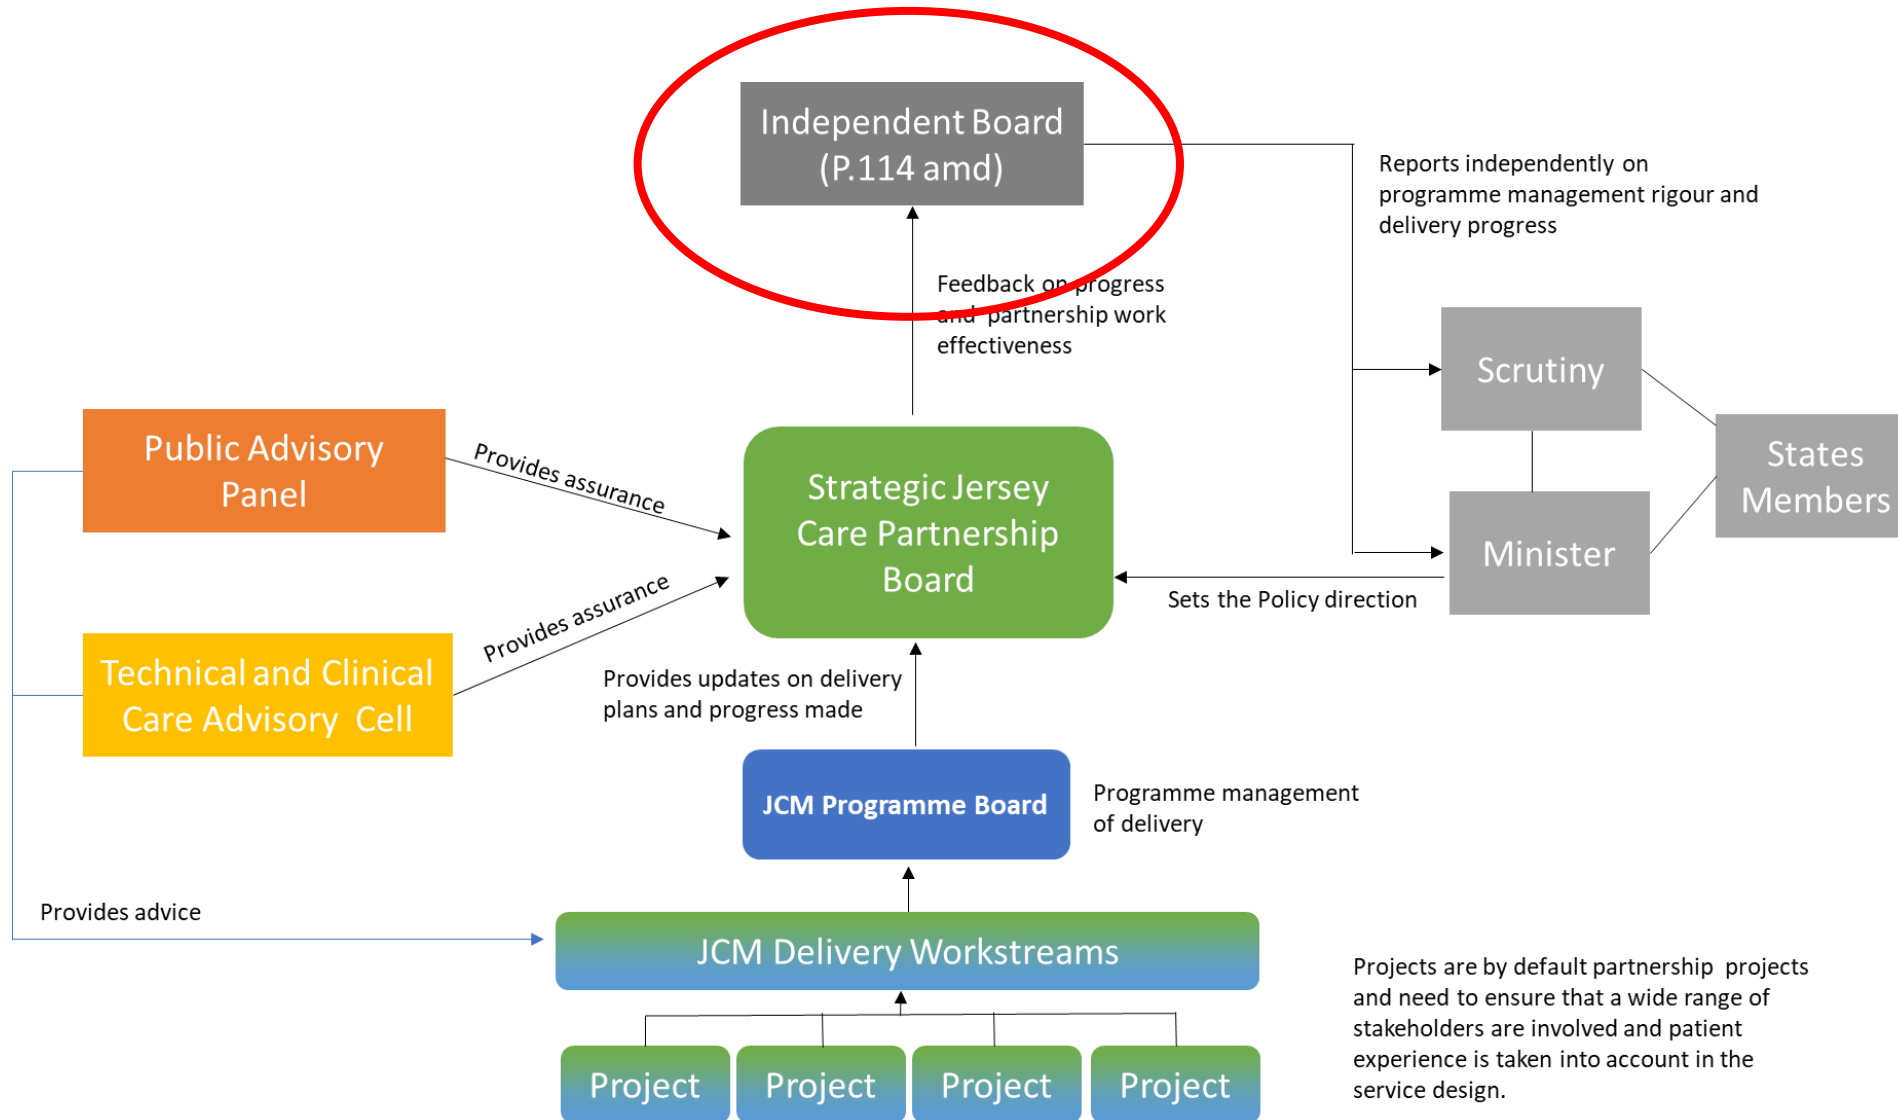 Independent Board
(P.114 amd)
Reports independently on
programme management rigour and
delivery progress
Feedback on progress
and partnership work
effectiveness
Scrutiny
States
Members
Minister
Public Advisory
Panel
Provides assurance
Strategic Jersey
Care Partnership
Board
Sets the Policy direction
Technical and Clinical
Care Advisory Cell
Provides assurance
Provides updates on delivery
plans and progress made
JCM Programme Board
Programme management
of delivery
Provides advice
JCM Delivery Workstreams
Projects are by default partnership projects
and need to ensure that a wide range of
stakeholders are involved and patient
experience is taken into account in the
service design.
Project
Project
Project
Project